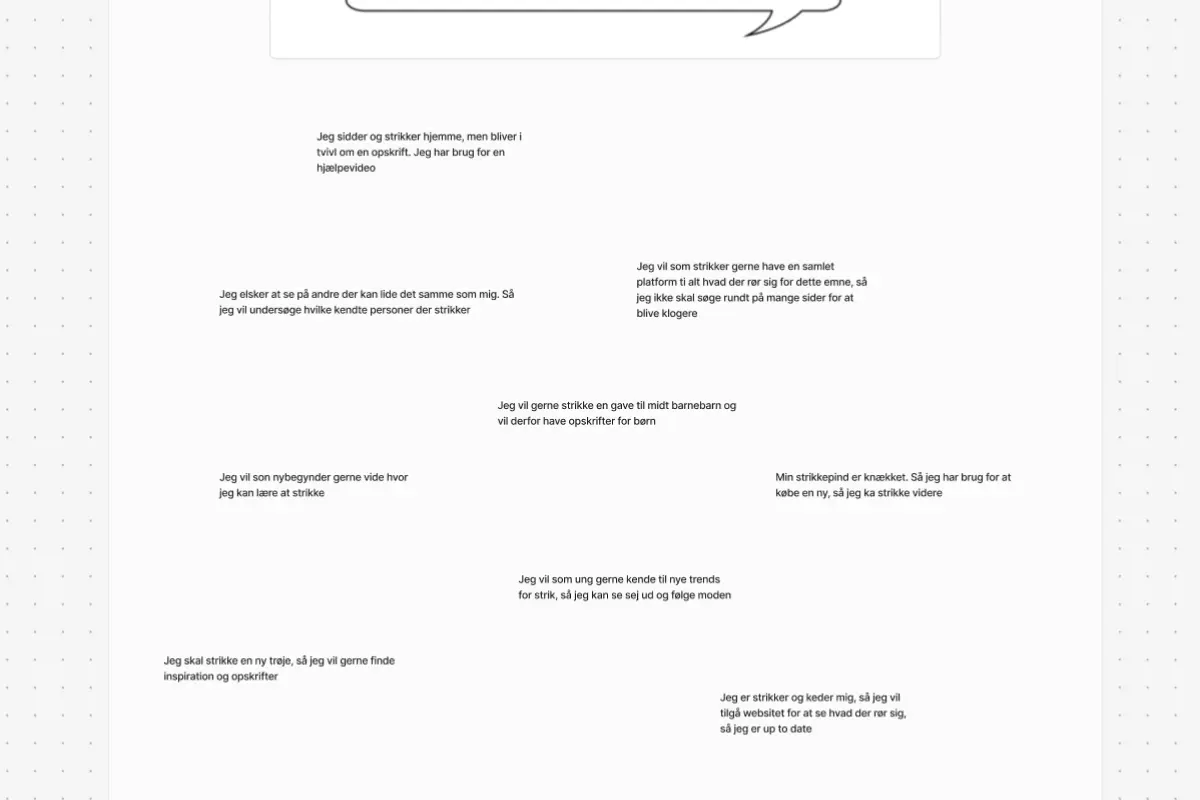 Jeg sidder og strikker hjemme, men bliver i
tvivl om en opskrift. Jeg har brug for en
hjælpevideo
Jeg elsker at se på andre der kan lide det samme som mig. Så
jeg vil undersøge hvilke kendte personer der strikker
Jeg vil som strikker gerne have en samlet
platform ti alt hvad der rør sig for dette emne, så
jeg ikke skal søge rundt på mange sider for at
blive klogere
Jeg vil gerne strikke en gave til midt barnebarn og
vil derfor have opskrifter for børn
Jeg vil son nybegynder gerne vide hvor
jeg kan lære at strikke
Min strikkepind er knækket. Så jeg har brug for at
købe en ny, så jeg ka strikke videre
Jeg vil som ung gerne kende til nye trends
for strik, så jeg kan se sej ud og følge moden
Jeg skal strikke en ny trøje, så jeg vil gerne finde
inspiration og opskrifter
Jeg er strikker og keder mig, så jeg vil
tilgå websitet for at se hvad der rør sig,
så jeg er up to date